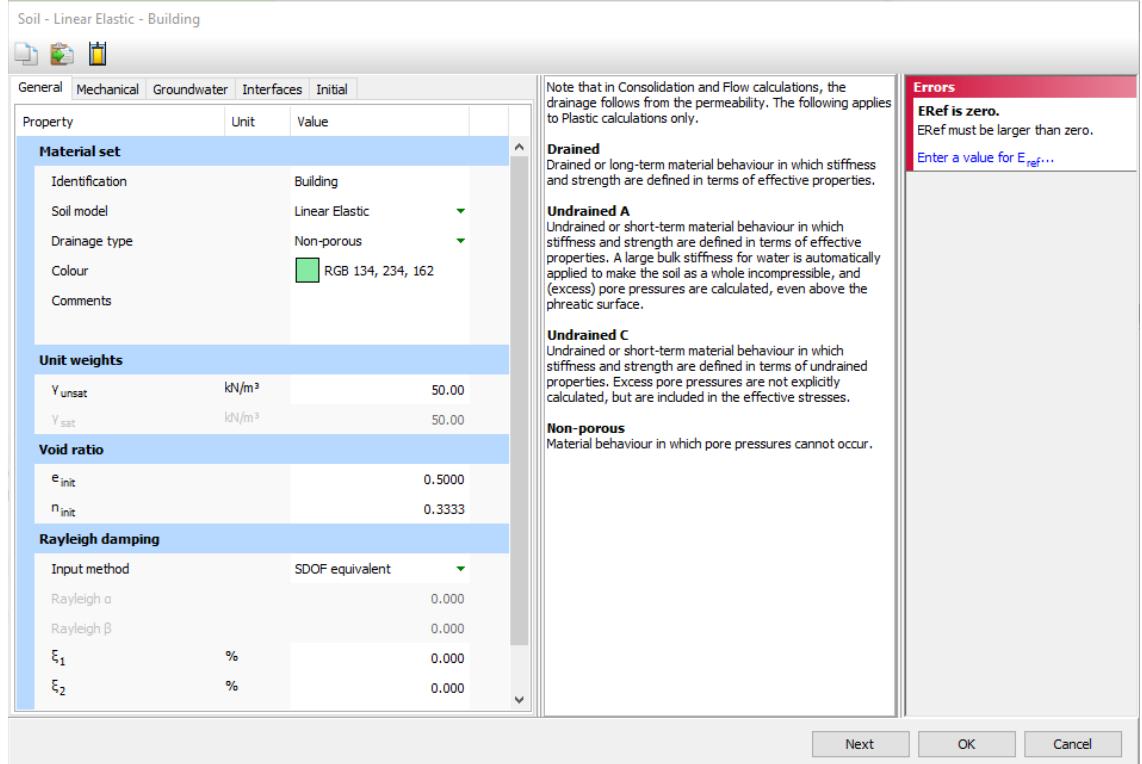 Soil - Linear Elastic - Building
General Mechanical Groundwater Interfaces Initial
Property Unit Value
Material set
Identification Building
Soil model Linear Elastic
Drainage type Non-porous
Colour RGB 134, 234, 162
Comments
Unit weights
γ unsat kN/m³ 50.00
γ sat kN/m³ 50.00
Void ratio
e init 0.5000
n init 0.3333
Rayleigh damping
Input method SDOF equivalent
Rayleigh α 0.000
Rayleigh β 0.000
ξ1 % 0.000
ξ2 % 0.000
Note that in Consolidation and Flow calculations, the
drainage follows from the permeability. The following applies
to Plastic calculations only.
Drained
Drained or long-term material behaviour in which stiffness
and strength are defined in terms of effective properties.
Undrained A
Undrained or short-term material behaviour in which
stiffness and strength are defined in terms of effective
properties. A large bulk stiffness for water is automatically
applied to make the soil as a whole incompressible, and
(excess) pore pressures are calculated, even above the
phreatic surface.
Undrained C
Undrained or short-term material behaviour in which
stiffness and strength are defined in terms of undrained
properties. Excess pore pressures are not explicitly
calculated, but are included in the effective stresses.
Non-porous
Material behaviour in which pore pressures cannot occur.
Errors
ERef is zero.
ERef must be larger than zero.
Enter a value for Eref...
Next OK Cancel